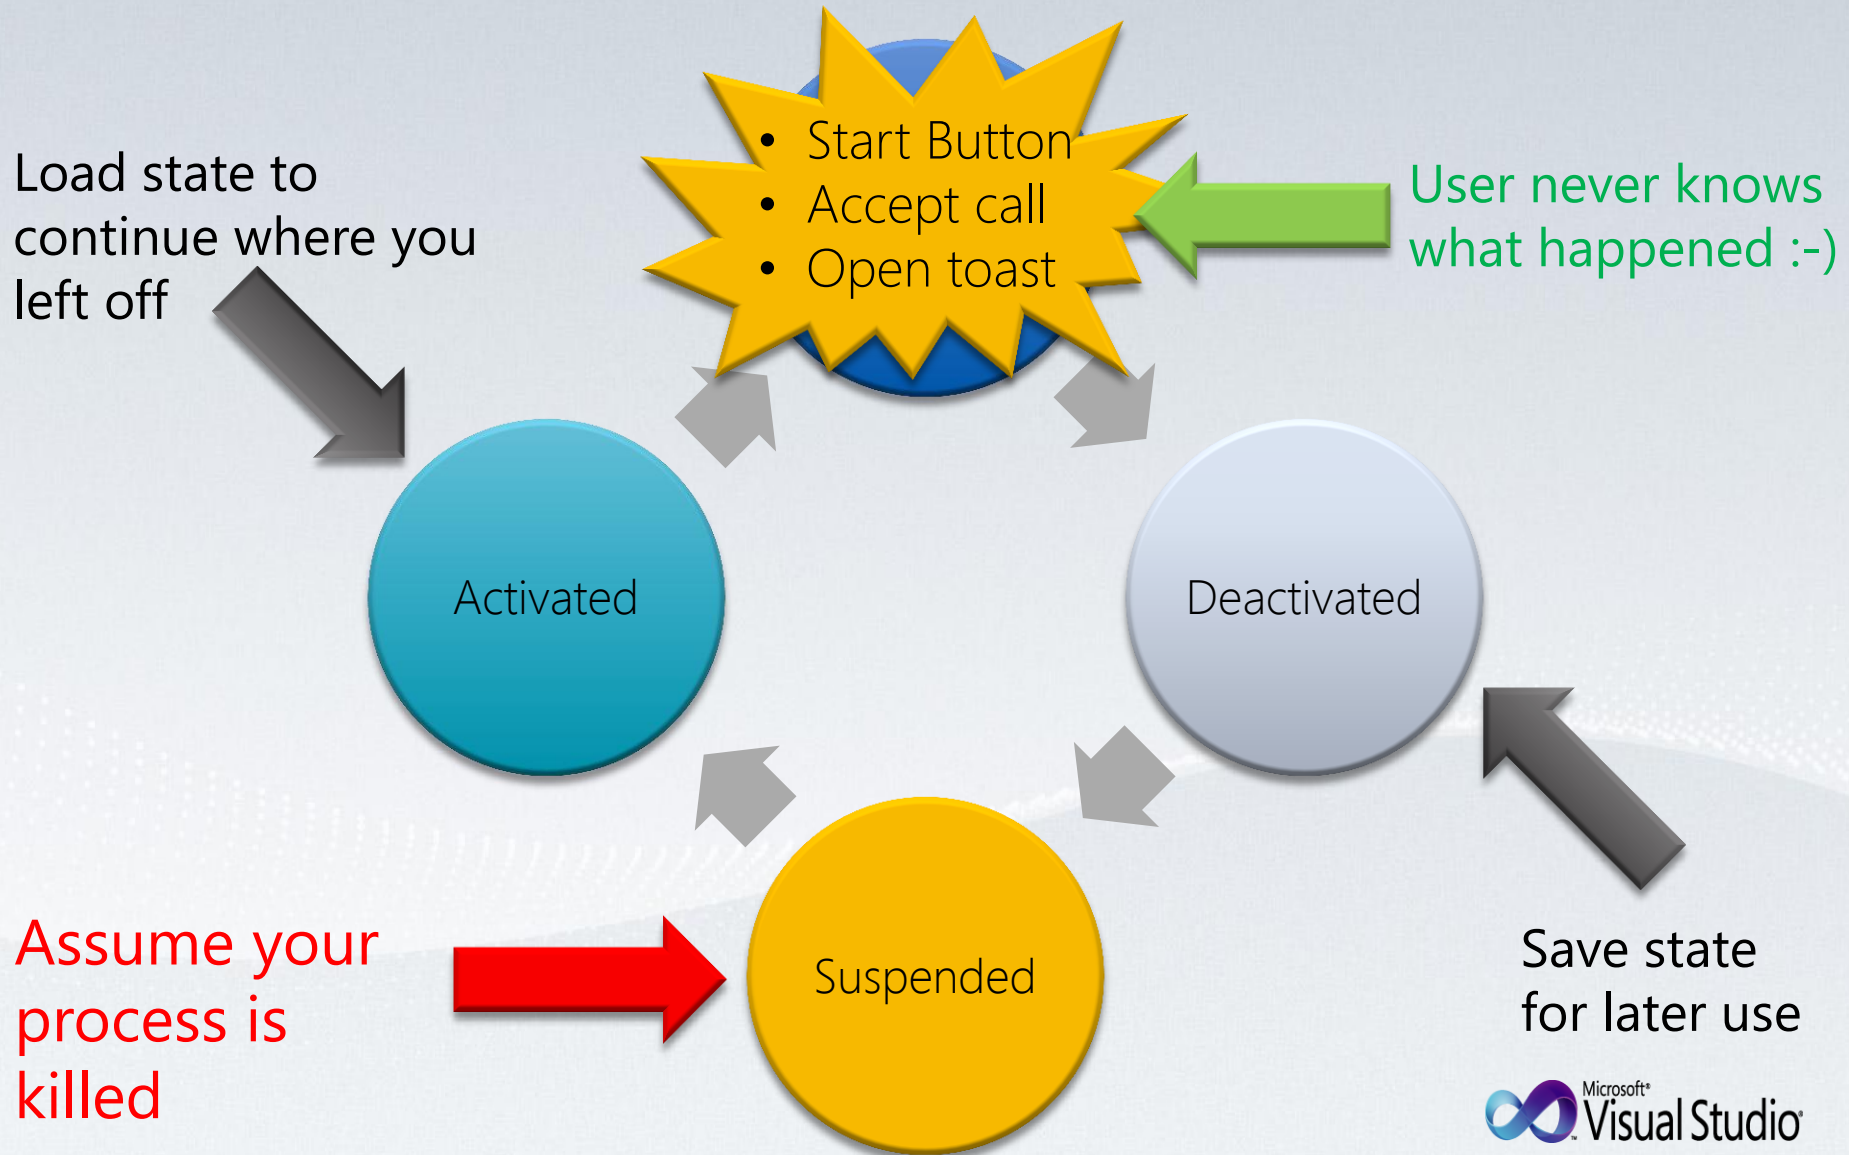 • Start Button
• Accept call
• Open toast
Load state to
continue where you
left off
User never knows
what happened :-)
Activated
Deactivated
Suspended
Assume your
process is
killed
Save state
for later use
Microsoft®
Visual Studio®